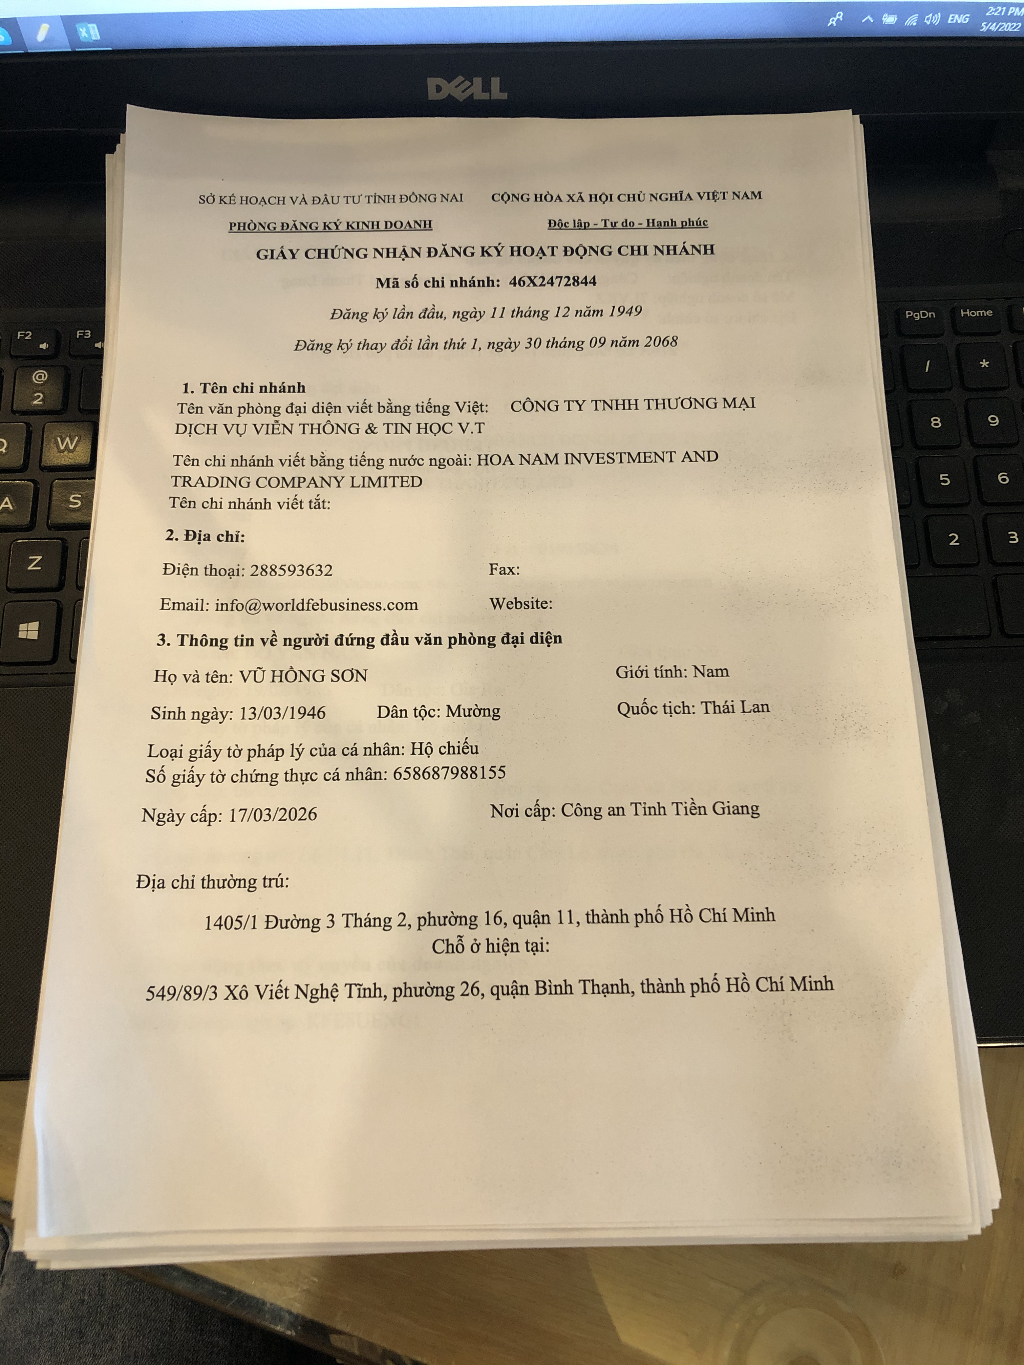 ENG
2:21 PM
5/4/2022
DELL
SỞ KẾ HOẠCH VÀ ĐẦU TƯ TỈNH ĐỒNG NAI
CỘNG HÒA XÃ HỘI CHỦ NGHĨA VIỆT NAM
PHÒNG ĐĂNG KÝ KINH DOANH
Độc lập - Tự do - Hạnh phúc
GIẤY CHỨNG NHẬN ĐĂNG KÝ HOẠT ĐỘNG CHI NHÁNH
Mã số chi nhánh: 46X2472844
Đăng ký lần đầu, ngày 11 tháng 12 năm 1949
Đăng ký thay đổi lần thứ 1, ngày 30 tháng 09 năm 2068
1. Tên chi nhánh
Tên văn phòng đại diện viết bằng tiếng Việt: CÔNG TY TNHH THƯƠNG MẠI
DỊCH VỤ VIỄN THÔNG & TIN HỌC V.T
Tên chi nhánh viết bằng tiếng nước ngoài: HOA NAM INVESTMENT AND
TRADING COMPANY LIMITED
Tên chi nhánh viết tắt:
2. Địa chỉ:
Điện thoại: 288593632
Fax:
Email: info@worldfebusiness.com
Website:
3. Thông tin về người đứng đầu văn phòng đại diện
Họ và tên: VŨ HỒNG SƠN
Giới tính: Nam
Sinh ngày: 13/03/1946
Dân tộc: Mường
Quốc tịch: Thái Lan
Loại giấy tờ pháp lý của cá nhân: Hộ chiếu
Số giấy tờ chứng thực cá nhân: 658687988155
Ngày cấp: 17/03/2026
Nơi cấp: Công an Tỉnh Tiền Giang
Địa chỉ thường trú:
1405/1 Đường 3 Tháng 2, phường 16, quận 11, thành phố Hồ Chí Minh
Chỗ ở hiện tại:
549/89/3 Xô Viết Nghệ Tĩnh, phường 26, quận Bình Thạnh, thành phố Hồ Chí Minh
F2
F3
@
2
W
A
S
Z
PgDn
Home
/
*
8
9
5
6
2
3